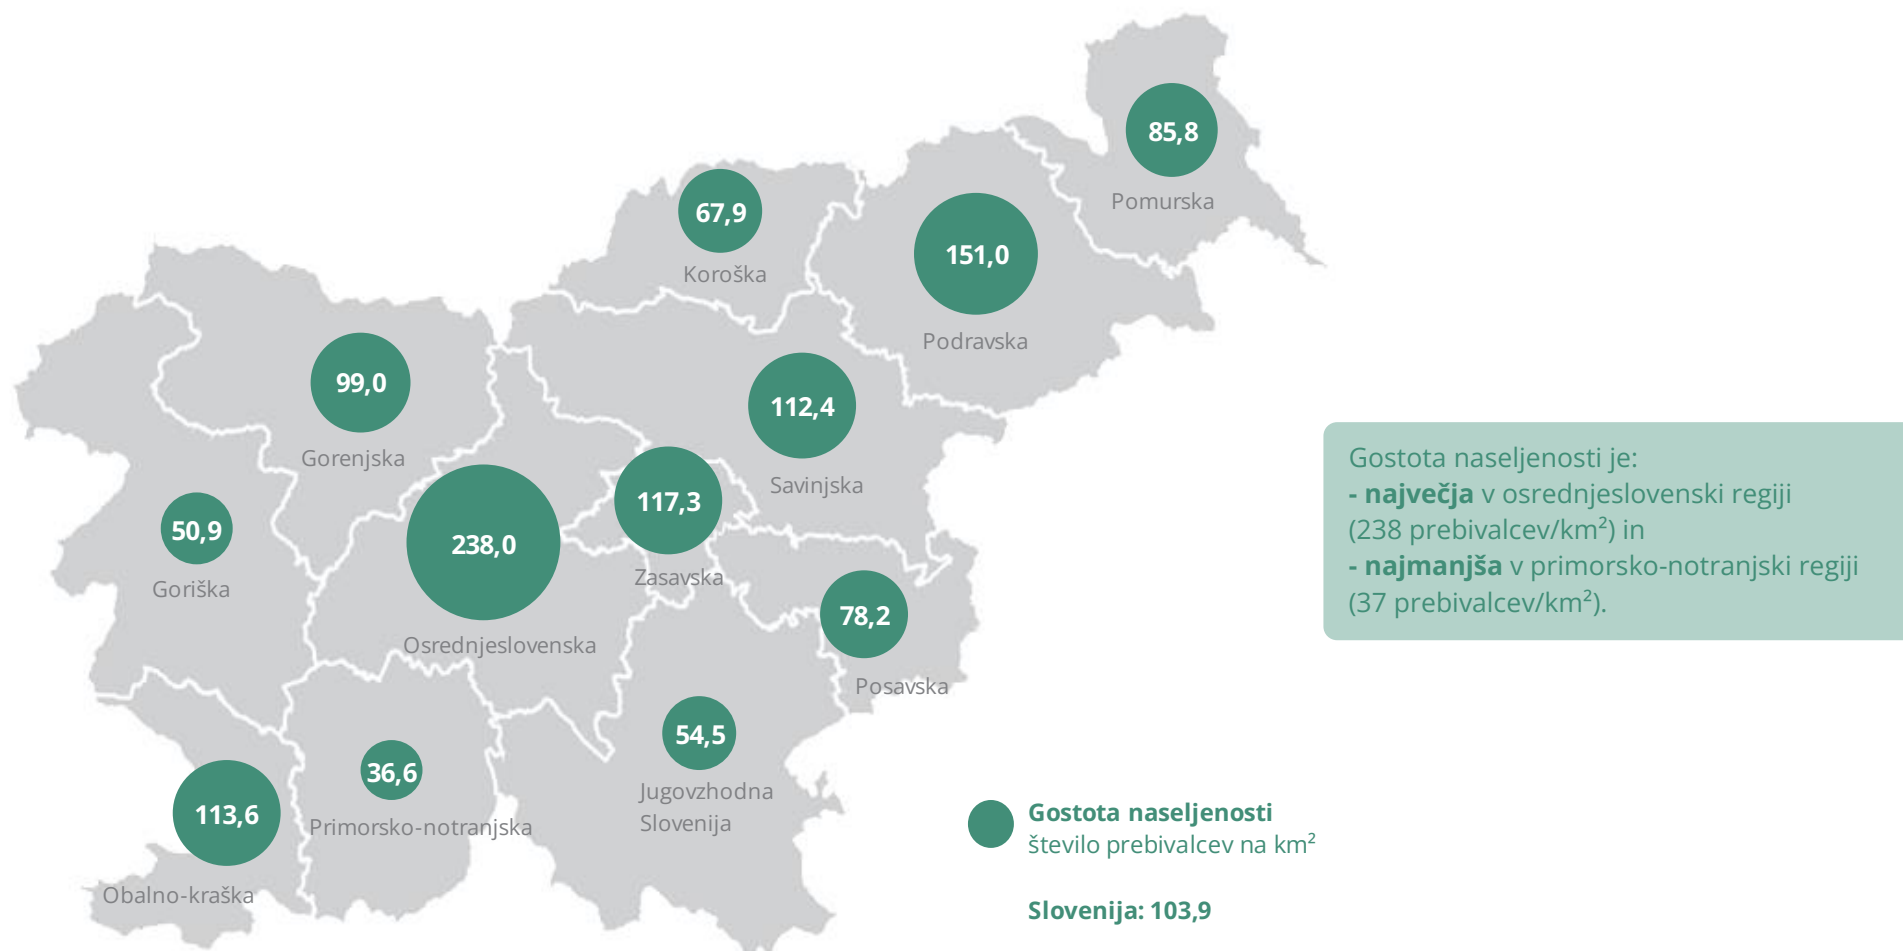 85,8
Pomurska
67,9
Koroška
151,0
Podravska
99,0
Gorenjska
112,4
Savinjska
117,3
Zasavska
50,9
Goriška
238,0
Osrednjeslovenska
78,2
Posavska
54,5
Jugovzhodna
Slovenija
36,6
Primorsko-notranjska
113,6
Obalno-kraška
Gostota naseljenosti je:
- največja v osrednjeslovenski regiji
(238 prebivalcev/km²) in
- najmanjša v primorsko-notranjski regiji
(37 prebivalcev/km²).
Gostota naseljenosti
število prebivalcev na km²
Slovenija: 103,9